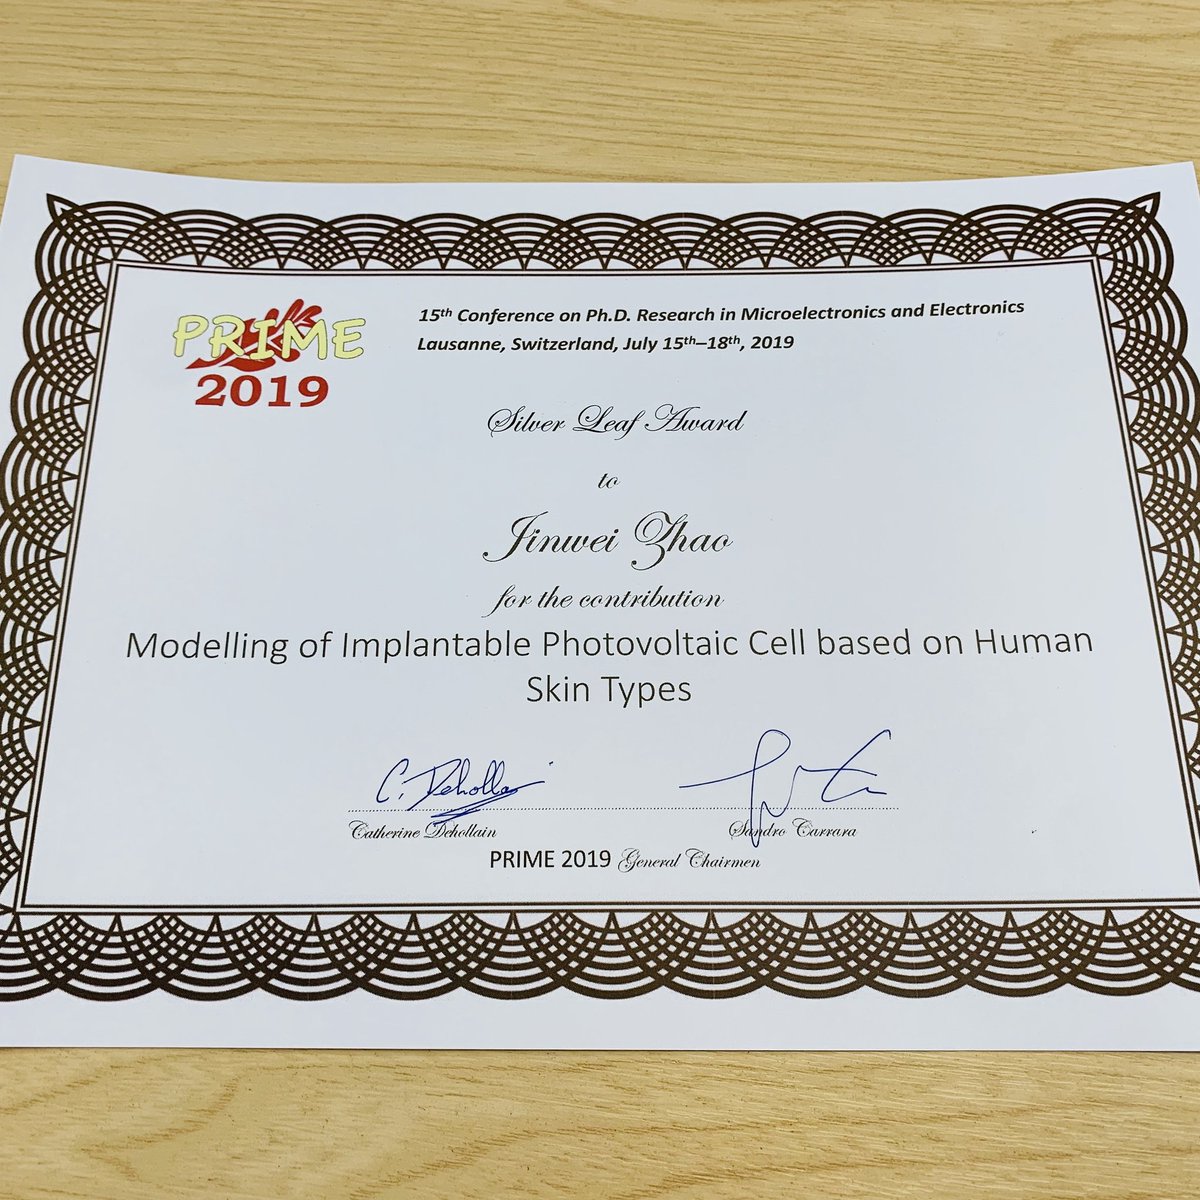 PRIME
2019
15th Conference on Ph.D. Research in Microelectronics and Electronics
Lausanne, Switzerland, July 15th–18th, 2019
Silver Leaf Award
to
Jinwei Zhao
for the contribution
Modelling of Implantable Photovoltaic Cell based on Human
Skin Types
C. Dehollain
Catherine Dehollain
Sandro Carrara
PRIME 2019 General Chairmen